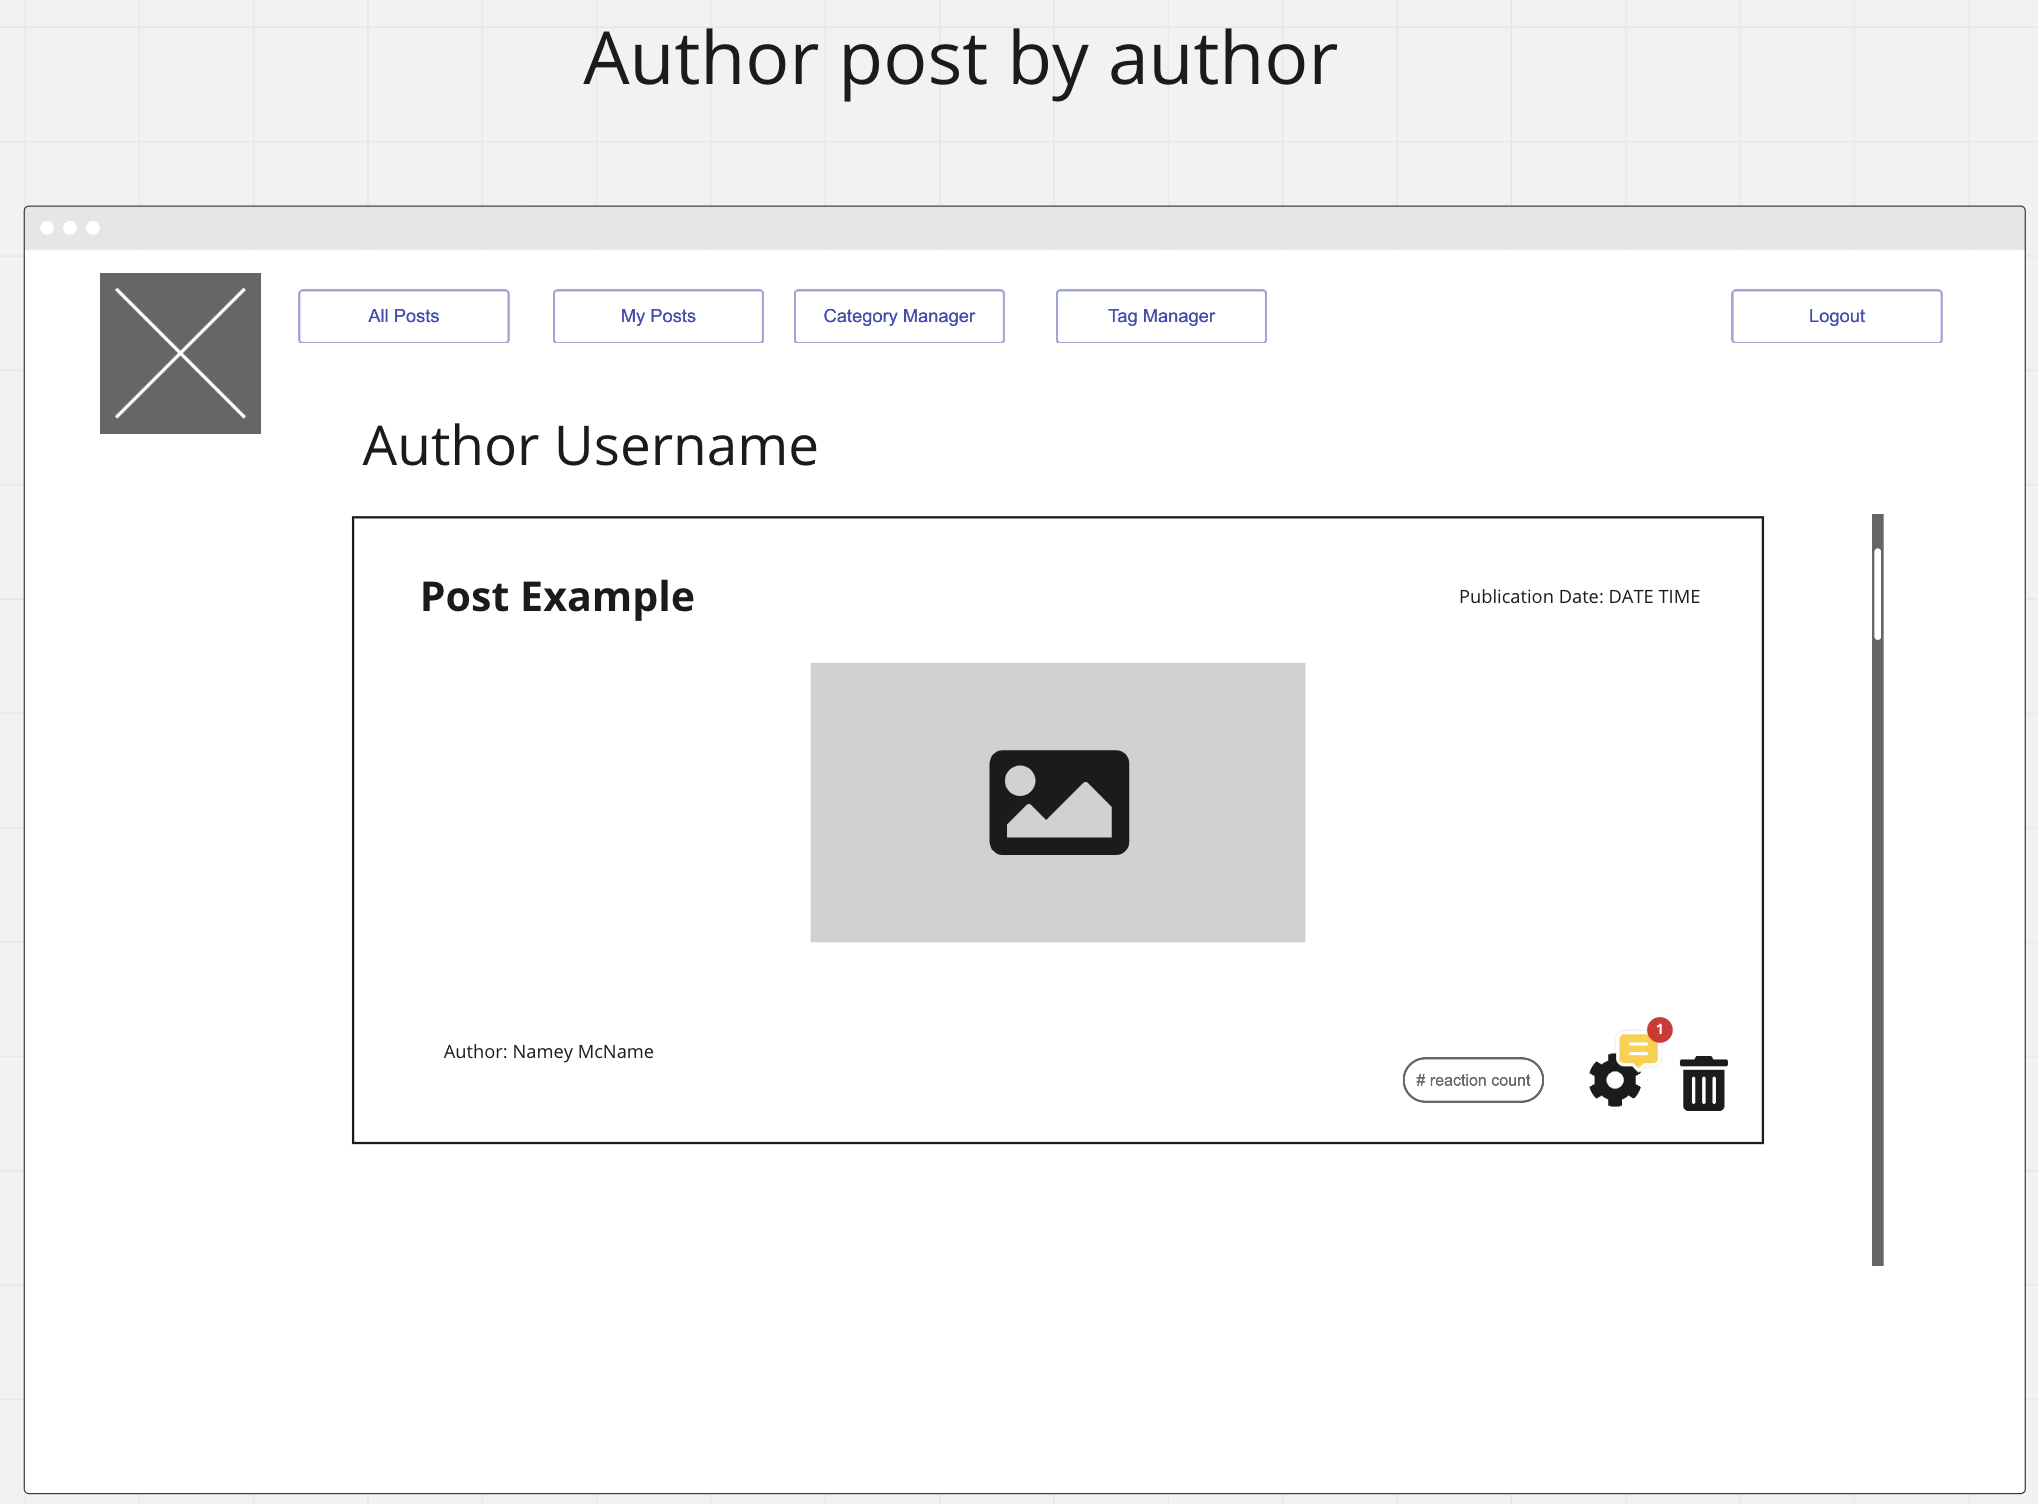 Author post by author
All Posts
My Posts
Category Manager
Tag Manager
Logout
Author Username
Post Example
Publication Date: DATE TIME
Author: Namey McName
1
# reaction count